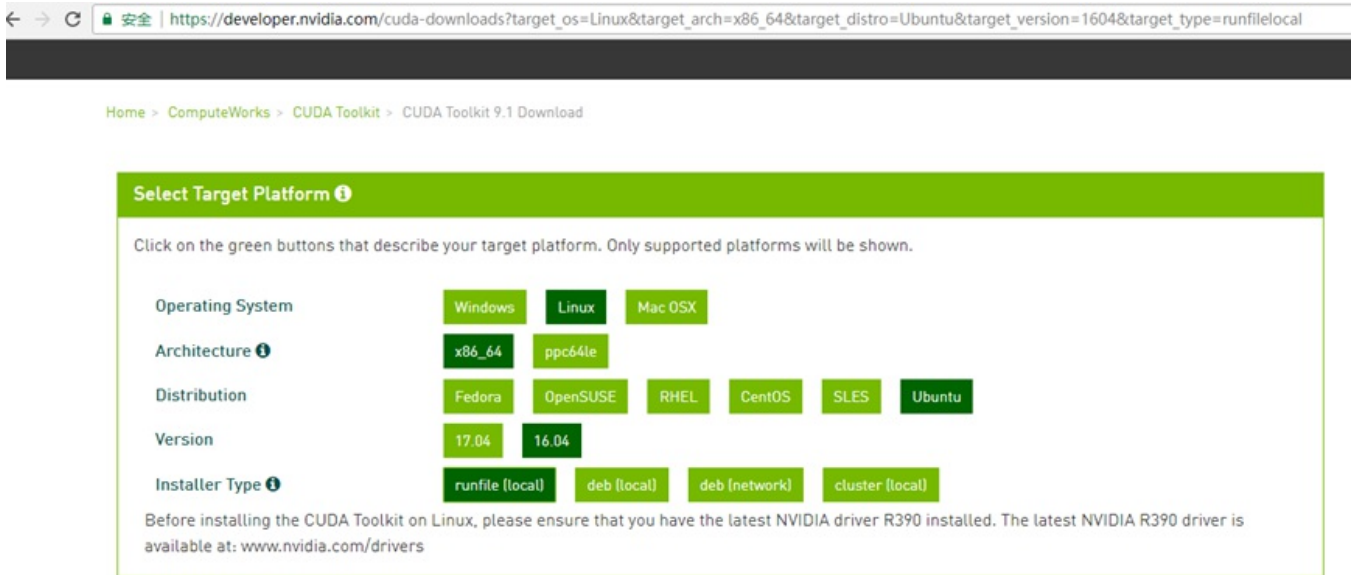 安全 | https://developer.nvidia.com/cuda-downloads?target_os=Linux&target_arch=x86_64&target_distro=Ubuntu&target_version=1604&target_type=runfilelocal
Home > ComputeWorks > CUDA Toolkit > CUDA Toolkit 9.1 Download
Select Target Platform
Click on the green buttons that describe your target platform. Only supported platforms will be shown.
Operating System Windows Linux Mac OSX
Architecture x86_64 ppc64le
Distribution Fedora OpenSUSE RHEL CentOS SLES Ubuntu
Version 17.04 16.04
Installer Type runfile (local) deb (local) deb (network) cluster (local)
Before installing the CUDA Toolkit on Linux, please ensure that you have the latest NVIDIA driver R390 installed. The latest NVIDIA R390 driver is
available at: www.nvidia.com/drivers